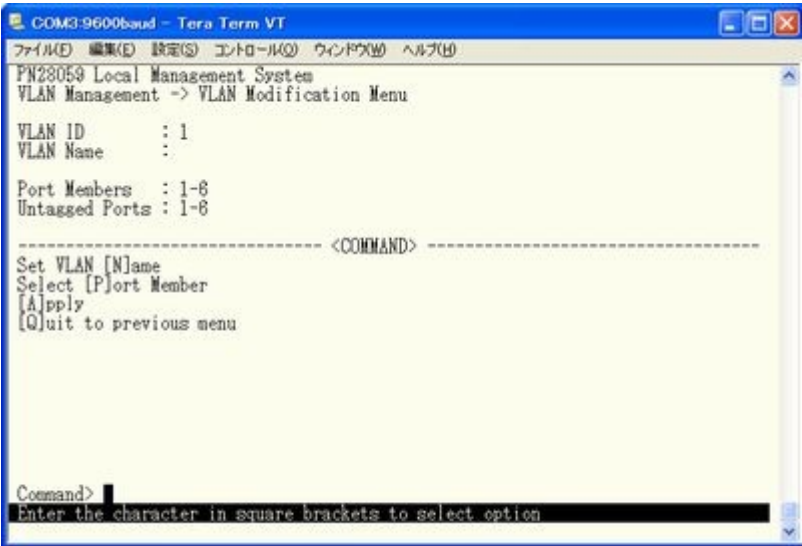 COM3:9600baud - Tera Term VT
ファイル(F) 編集(E) 設定(S) コントロール(O) ウィンドウ(W) ヘルプ(H)
PN28059 Local Management System
VLAN Management -> VLAN Modification Menu
VLAN ID : 1
VLAN Name :
Port Members : 1-6
Untagged Ports : 1-6
-------------------------------- <COMMAND> -----------------------------------
Set VLAN [N]ame
Select [P]ort Member
[A]pply
[Q]uit to previous menu
Command>
Enter the character in square brackets to select option